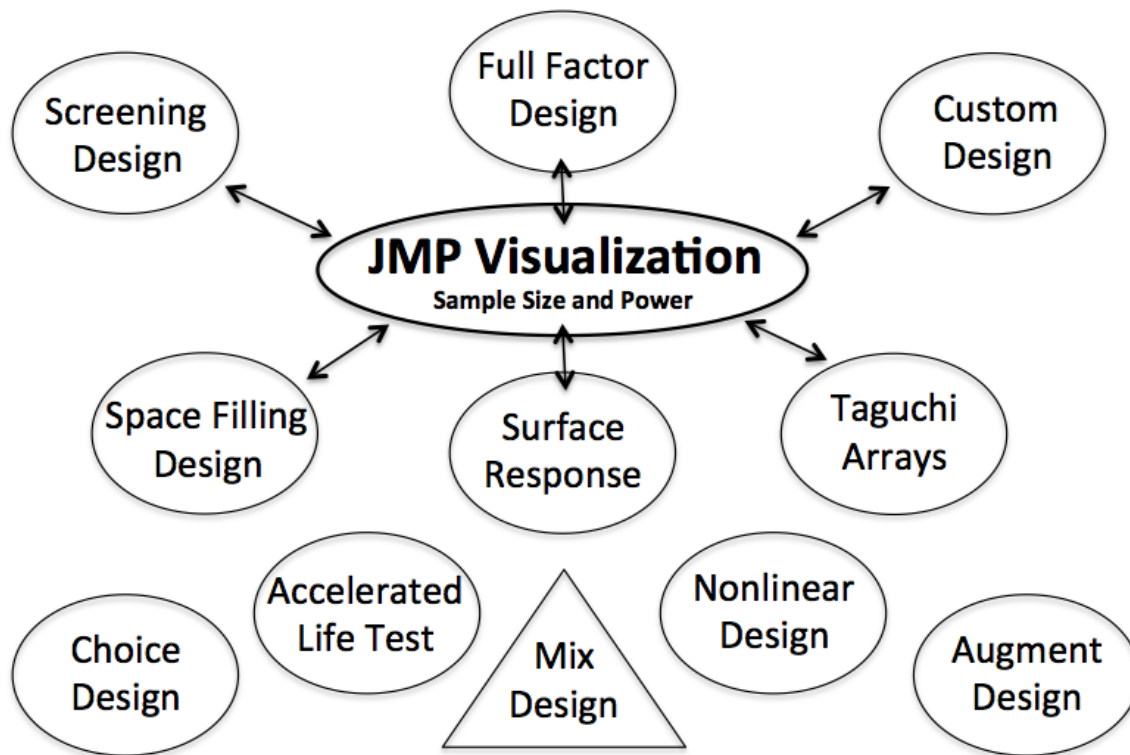 Screening
Design
Full Factor
Design
Custom
Design
JMP Visualization
Sample Size and Power
Space Filling
Design
Surface
Response
Taguchi
Arrays
Choice
Design
Accelerated
Life Test
Mix
Design
Nonlinear
Design
Augment
Design